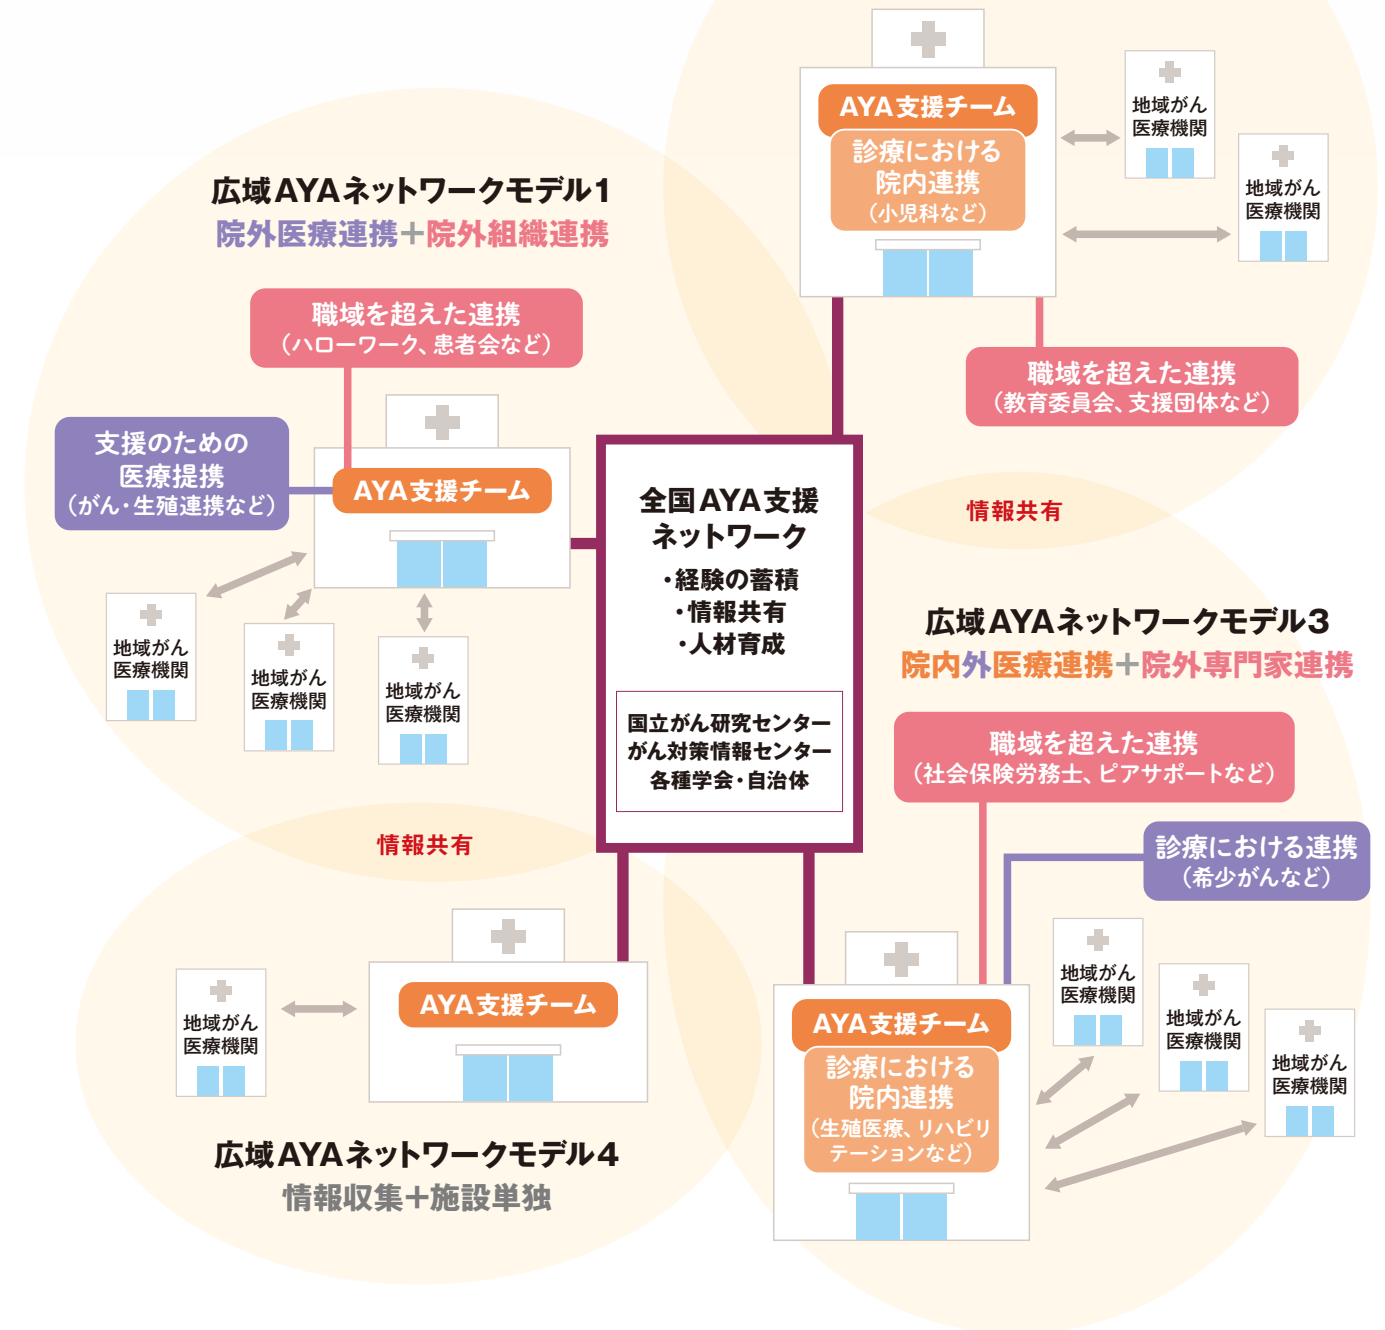 AYA支援チーム
診療における
院内連携
（小児科など）
地域がん
医療機関
地域がん
医療機関
職域を超えた連携
（教育委員会、支援団体など）
広域AYAネットワークモデル1
院外医療連携＋院外組織連携
職域を超えた連携
（ハローワーク、患者会など）
支援のための
医療提携
（がん・生殖連携など）
AYA支援チーム
地域がん
医療機関
地域がん
医療機関
地域がん
医療機関
全国AYA支援
ネットワーク
・経験の蓄積
・情報共有
・人材育成
国立がん研究センター
がん対策情報センター
各種学会・自治体
情報共有
広域AYAネットワークモデル3
院内外医療連携＋院外専門家連携
職域を超えた連携
（社会保険労務士、ピアサポートなど）
診療における連携
（希少がんなど）
AYA支援チーム
診療における
院内連携
（生殖医療、リハビリ
テーションなど）
地域がん
医療機関
地域がん
医療機関
地域がん
医療機関
情報共有
地域がん
医療機関
AYA支援チーム
広域AYAネットワークモデル4
情報収集＋施設単独